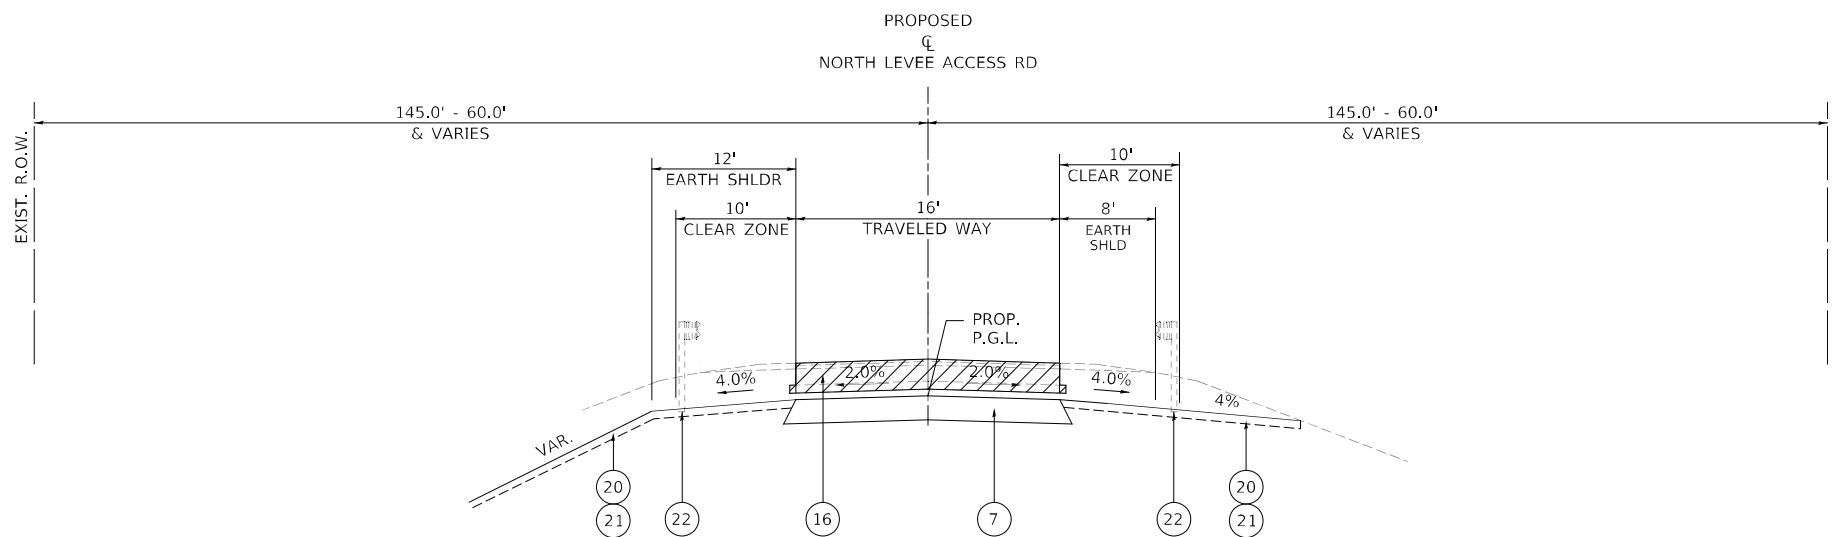 PROPOSED
℄
NORTH LEVEE ACCESS RD
145.0' - 60.0'
& VARIES
145.0' - 60.0'
& VARIES
EXIST. R.O.W.
12'
EARTH SHLDR
10'
CLEAR ZONE
10'
CLEAR ZONE
16'
TRAVELED WAY
8'
EARTH
SHLD
PROP.
P.G.L.
4.0%
2.0%
2.0%
4.0%
4%
VAR.
20
21
22
16
7
22
20
21